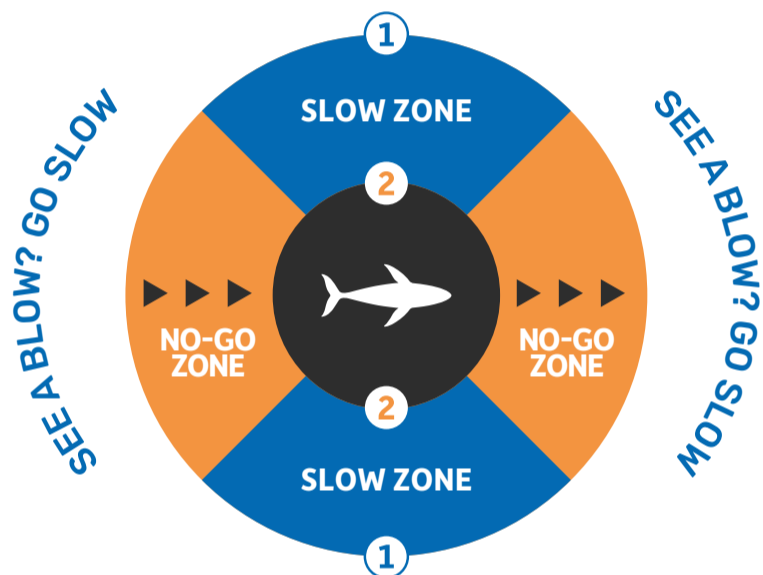 1
SLOW ZONE
2
SEE A BLOW? GO SLOW
SEE A BLOW? GO SLOW
NO-GO
ZONE
NO-GO
ZONE
2
SLOW ZONE
1